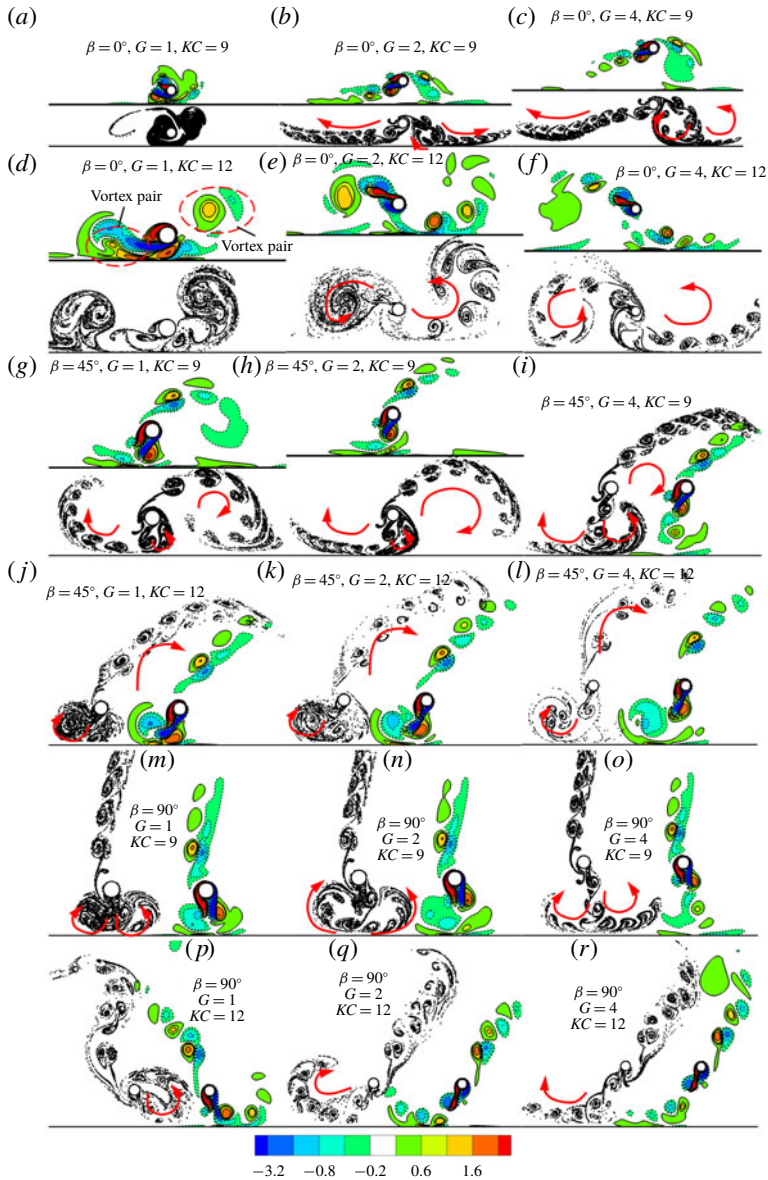 (a)
β = 0°, G = 1, KC = 9
(b)
β = 0°, G = 2, KC = 9
(c)
β = 0°, G = 4, KC = 9
(d)
β = 0°, G = 1, KC = 12
Vortex pair
Vortex pair
(e)
β = 0°, G = 2, KC = 12
(f)
β = 0°, G = 4, KC = 12
(g)
β = 45°, G = 1, KC = 9
(h)
β = 45°, G = 2, KC = 9
(i)
β = 45°, G = 4, KC = 9
(j)
β = 45°, G = 1, KC = 12
(k)
β = 45°, G = 2, KC = 12
(l)
β = 45°, G = 4, KC = 12
(m)
β = 90°
G = 1
KC = 9
(n)
β = 90°
G = 2
KC = 9
(o)
β = 90°
G = 4
KC = 9
(p)
β = 90°
G = 1
KC = 12
(q)
β = 90°
G = 2
KC = 12
(r)
β = 90°
G = 4
KC = 12
−3.2 −0.8 −0.2 0.6 1.6